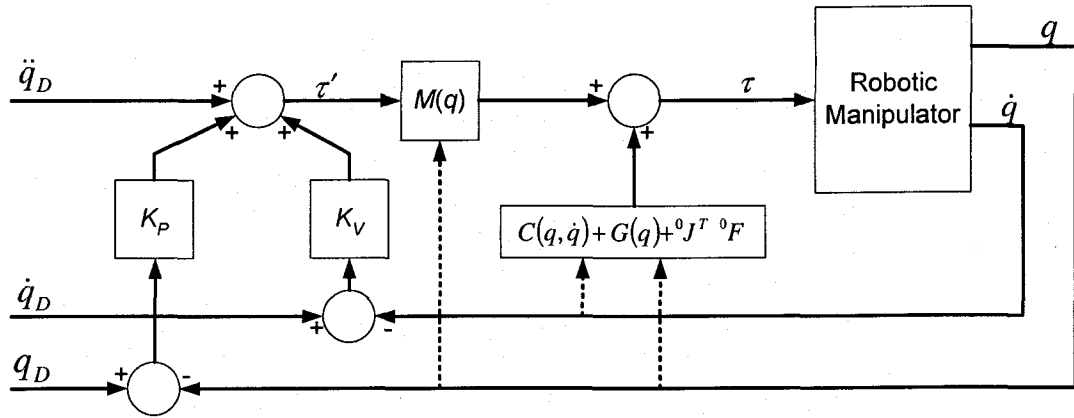 q
q̈_D
+
+
+
τ′
M(q)
+
+
τ
Robotic
Manipulator
q̇
K_P
K_V
C(q, q̇) + G(q) + ⁰J^T ⁰F
q̇_D
+
-
q_D
+
-